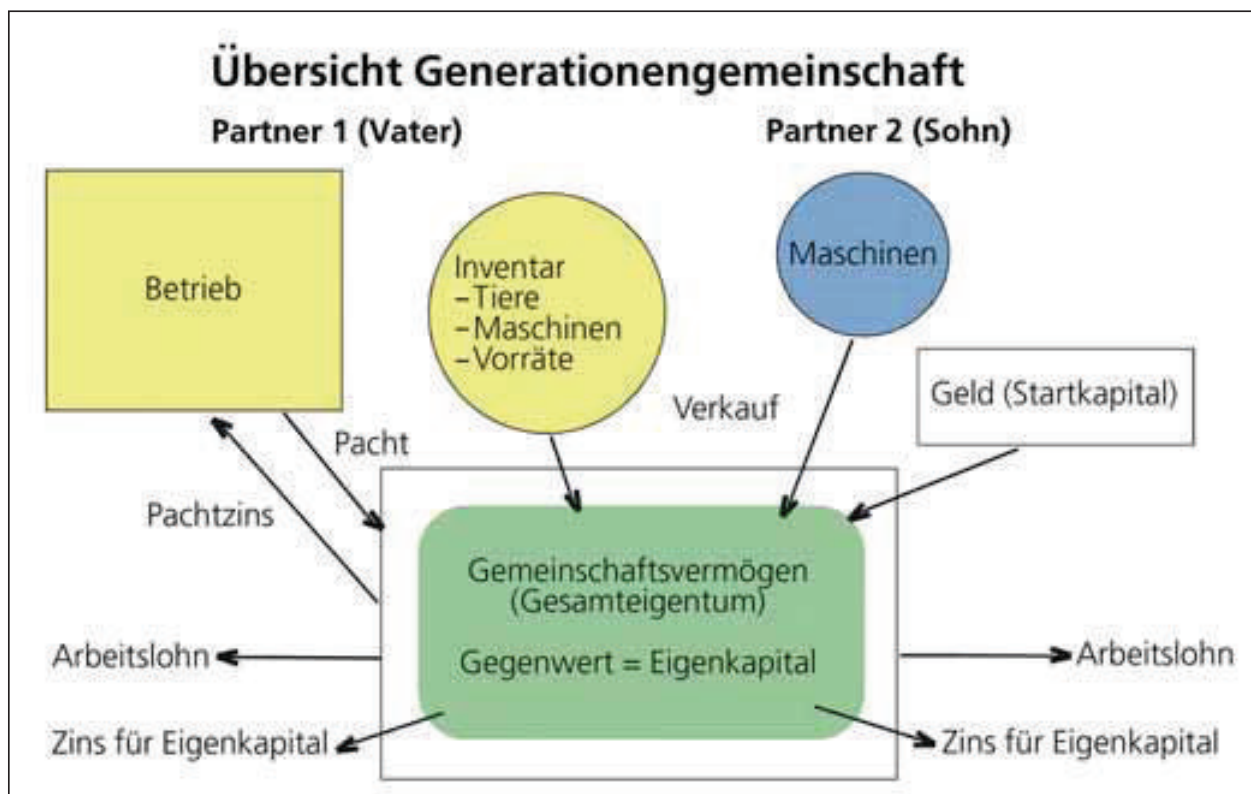 Übersicht Generationengemeinschaft
Partner 1 (Vater)
Partner 2 (Sohn)
Betrieb
Inventar
–Tiere
–Maschinen
–Vorräte
Maschinen
Geld (Startkapital)
Verkauf
Pacht
Pachtzins
Gemeinschaftsvermögen
(Gesamteigentum)
Gegenwert = Eigenkapital
Arbeitslohn
Arbeitslohn
Zins für Eigenkapital
Zins für Eigenkapital